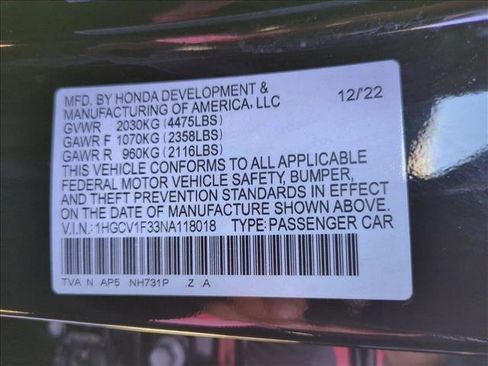 MFD. BY HONDA DEVELOPMENT &
MANUFACTURING OF AMERICA, LLC 12/22
GVWR 2030KG (4475LBS)
GAWR F 1070KG (2358LBS)
GAWR R 960KG (2116LBS)
THIS VEHICLE CONFORMS TO ALL APPLICABLE
FEDERAL MOTOR VEHICLE SAFETY, BUMPER,
AND THEFT PREVENTION STANDARDS IN EFFECT
ON THE DATE OF MANUFACTURE SHOWN ABOVE.
V.I.N.: 1HGCV1F33NA118018 TYPE: PASSENGER CAR
TVA N AP5 NH731P .Z .A